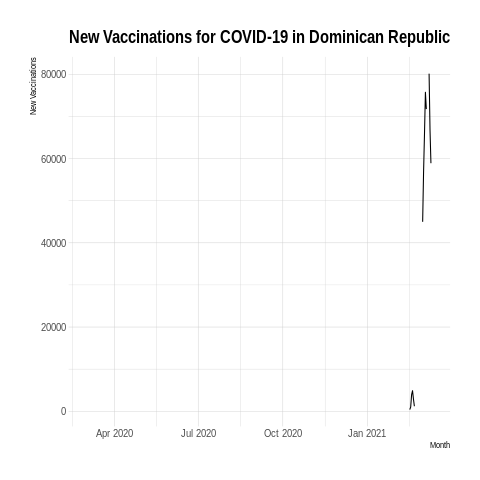 New Vaccinations for COVID-19 in Dominican Republic
New Vaccinations
80000
60000
40000
20000
0
Apr 2020 Jul 2020 Oct 2020 Jan 2021
Month